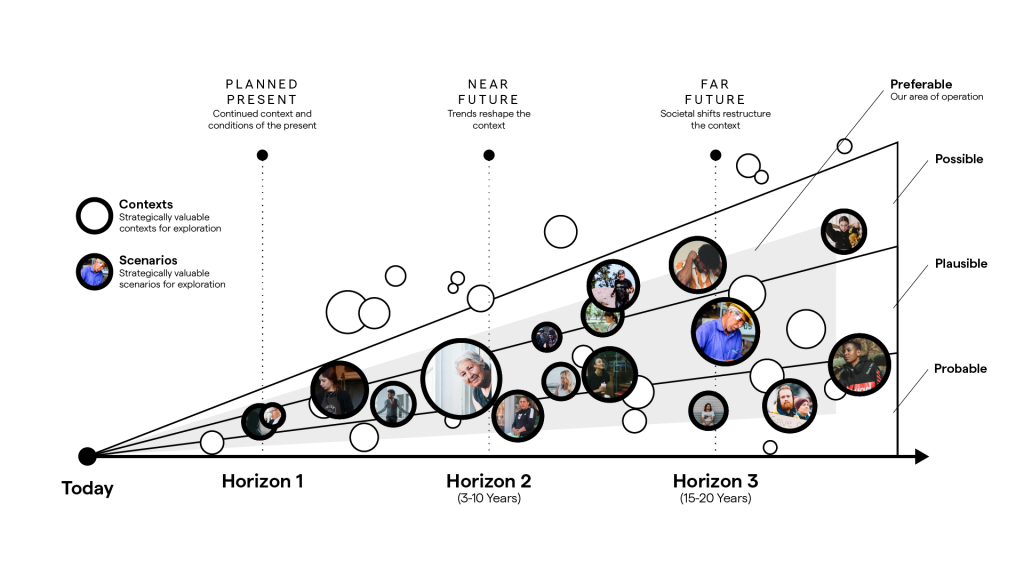 PLANNED
PRESENT
Continued context and
conditions of the present
NEAR
FUTURE
Trends reshape the
context
FAR
FUTURE
Societal shifts restructure
the context
Preferable
Our area of operation
Possible
Contexts
Strategically valuable
contexts for exploration
Scenarios
Strategically valuable
scenarios for exploration
Plausible
Probable
Today
Horizon 1
Horizon 2
(3-10 Years)
Horizon 3
(15-20 Years)